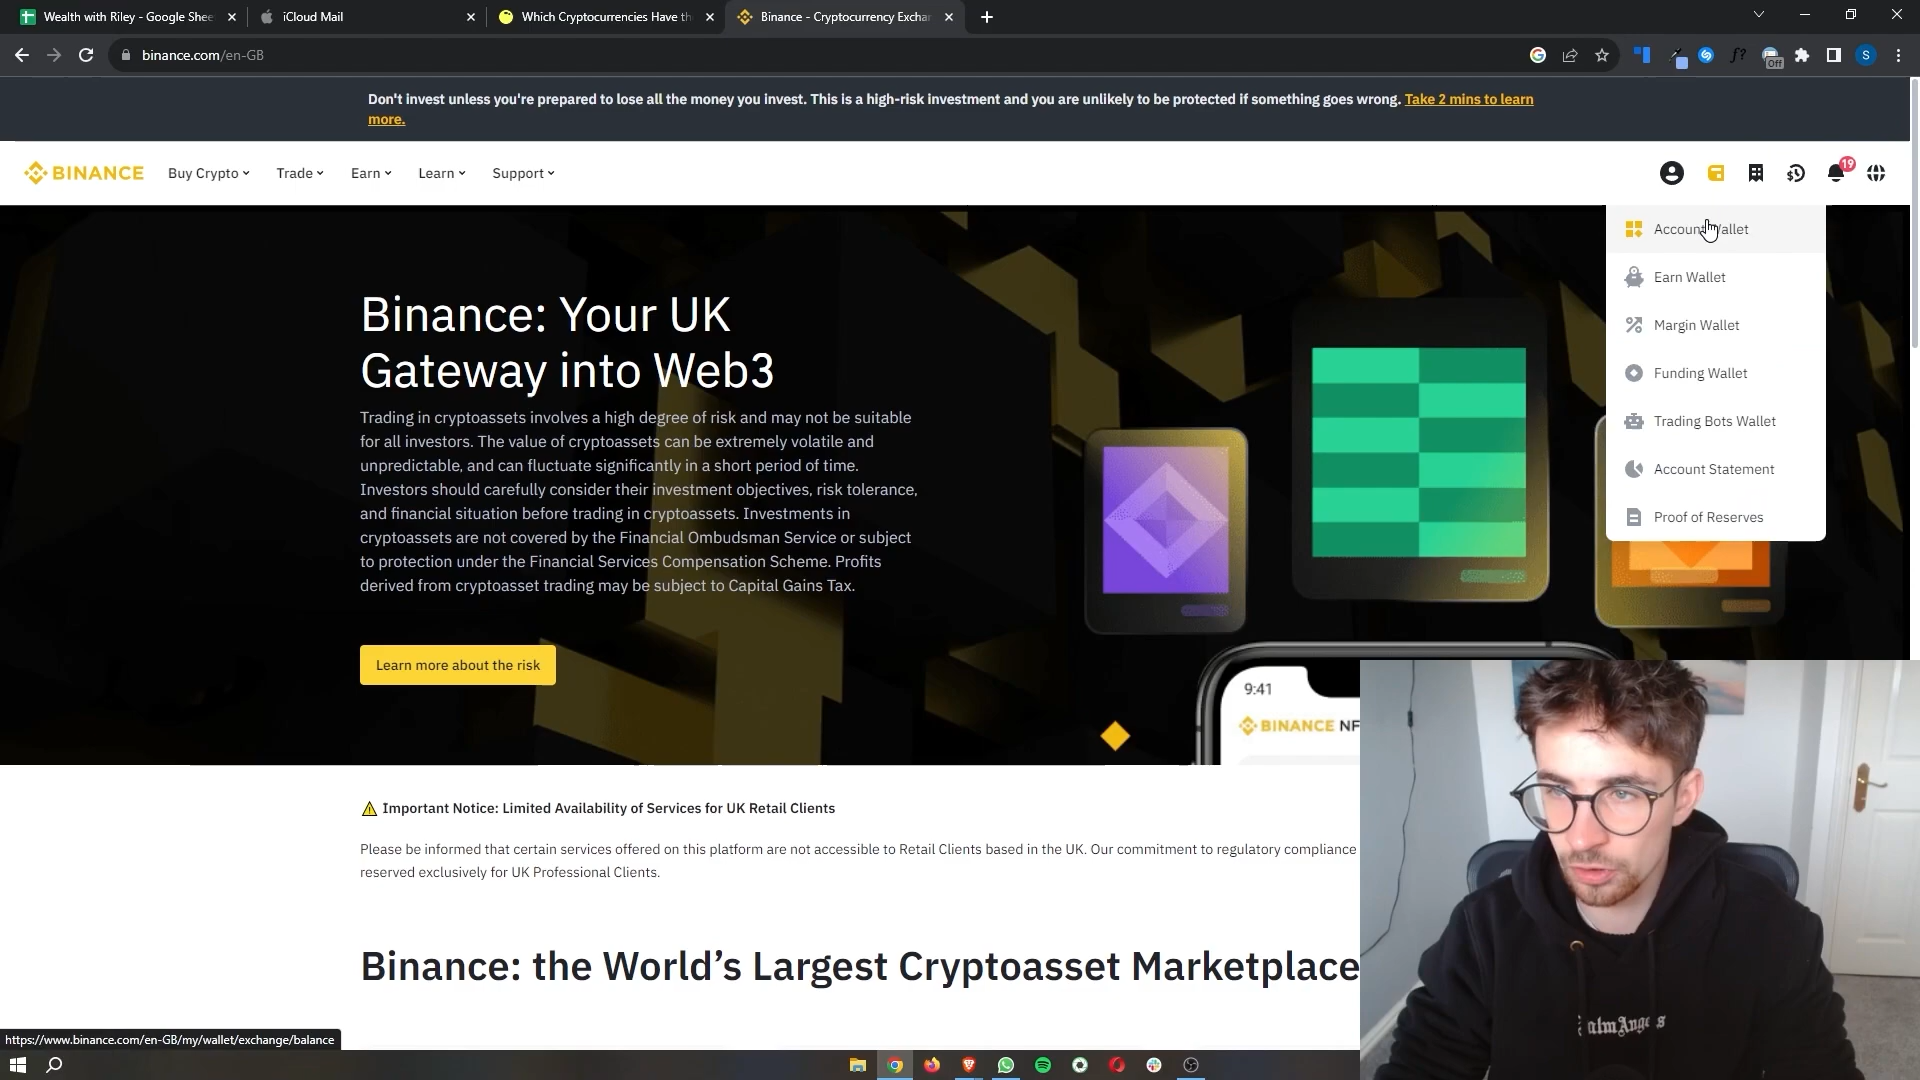 Wealth with Riley - Google Shee
iCloud Mail
Which Cryptocurrencies Have th
Binance - Cryptocurrency Exchan
binance.com/en-GB
S
Off
Don't invest unless you're prepared to lose all the money you invest. This is a high-risk investment and you are unlikely to be protected if something goes wrong. Take 2 mins to learn
more.
BINANCE
Buy Crypto
Trade
Earn
Learn
Support
19
Account Wallet
Earn Wallet
Margin Wallet
Funding Wallet
Trading Bots Wallet
Account Statement
Proof of Reserves
Binance: Your UK
Gateway into Web3
Trading in cryptoassets involves a high degree of risk and may not be suitable
for all investors. The value of cryptoassets can be extremely volatile and
unpredictable, and can fluctuate significantly in a short period of time.
Investors should carefully consider their investment objectives, risk tolerance,
and financial situation before trading in cryptoassets. Investments in
cryptoassets are not covered by the Financial Ombudsman Service or subject
to protection under the Financial Services Compensation Scheme. Profits
derived from cryptoasset trading may be subject to Capital Gains Tax.
Learn more about the risk
9:41
BINANCE NF
Important Notice: Limited Availability of Services for UK Retail Clients
Please be informed that certain services offered on this platform are not accessible to Retail Clients based in the UK. Our commitment to regulatory compliance
reserved exclusively for UK Professional Clients.
Binance: the World's Largest Cryptoasset Marketplace
https://www.binance.com/en-GB/my/wallet/exchange/balance